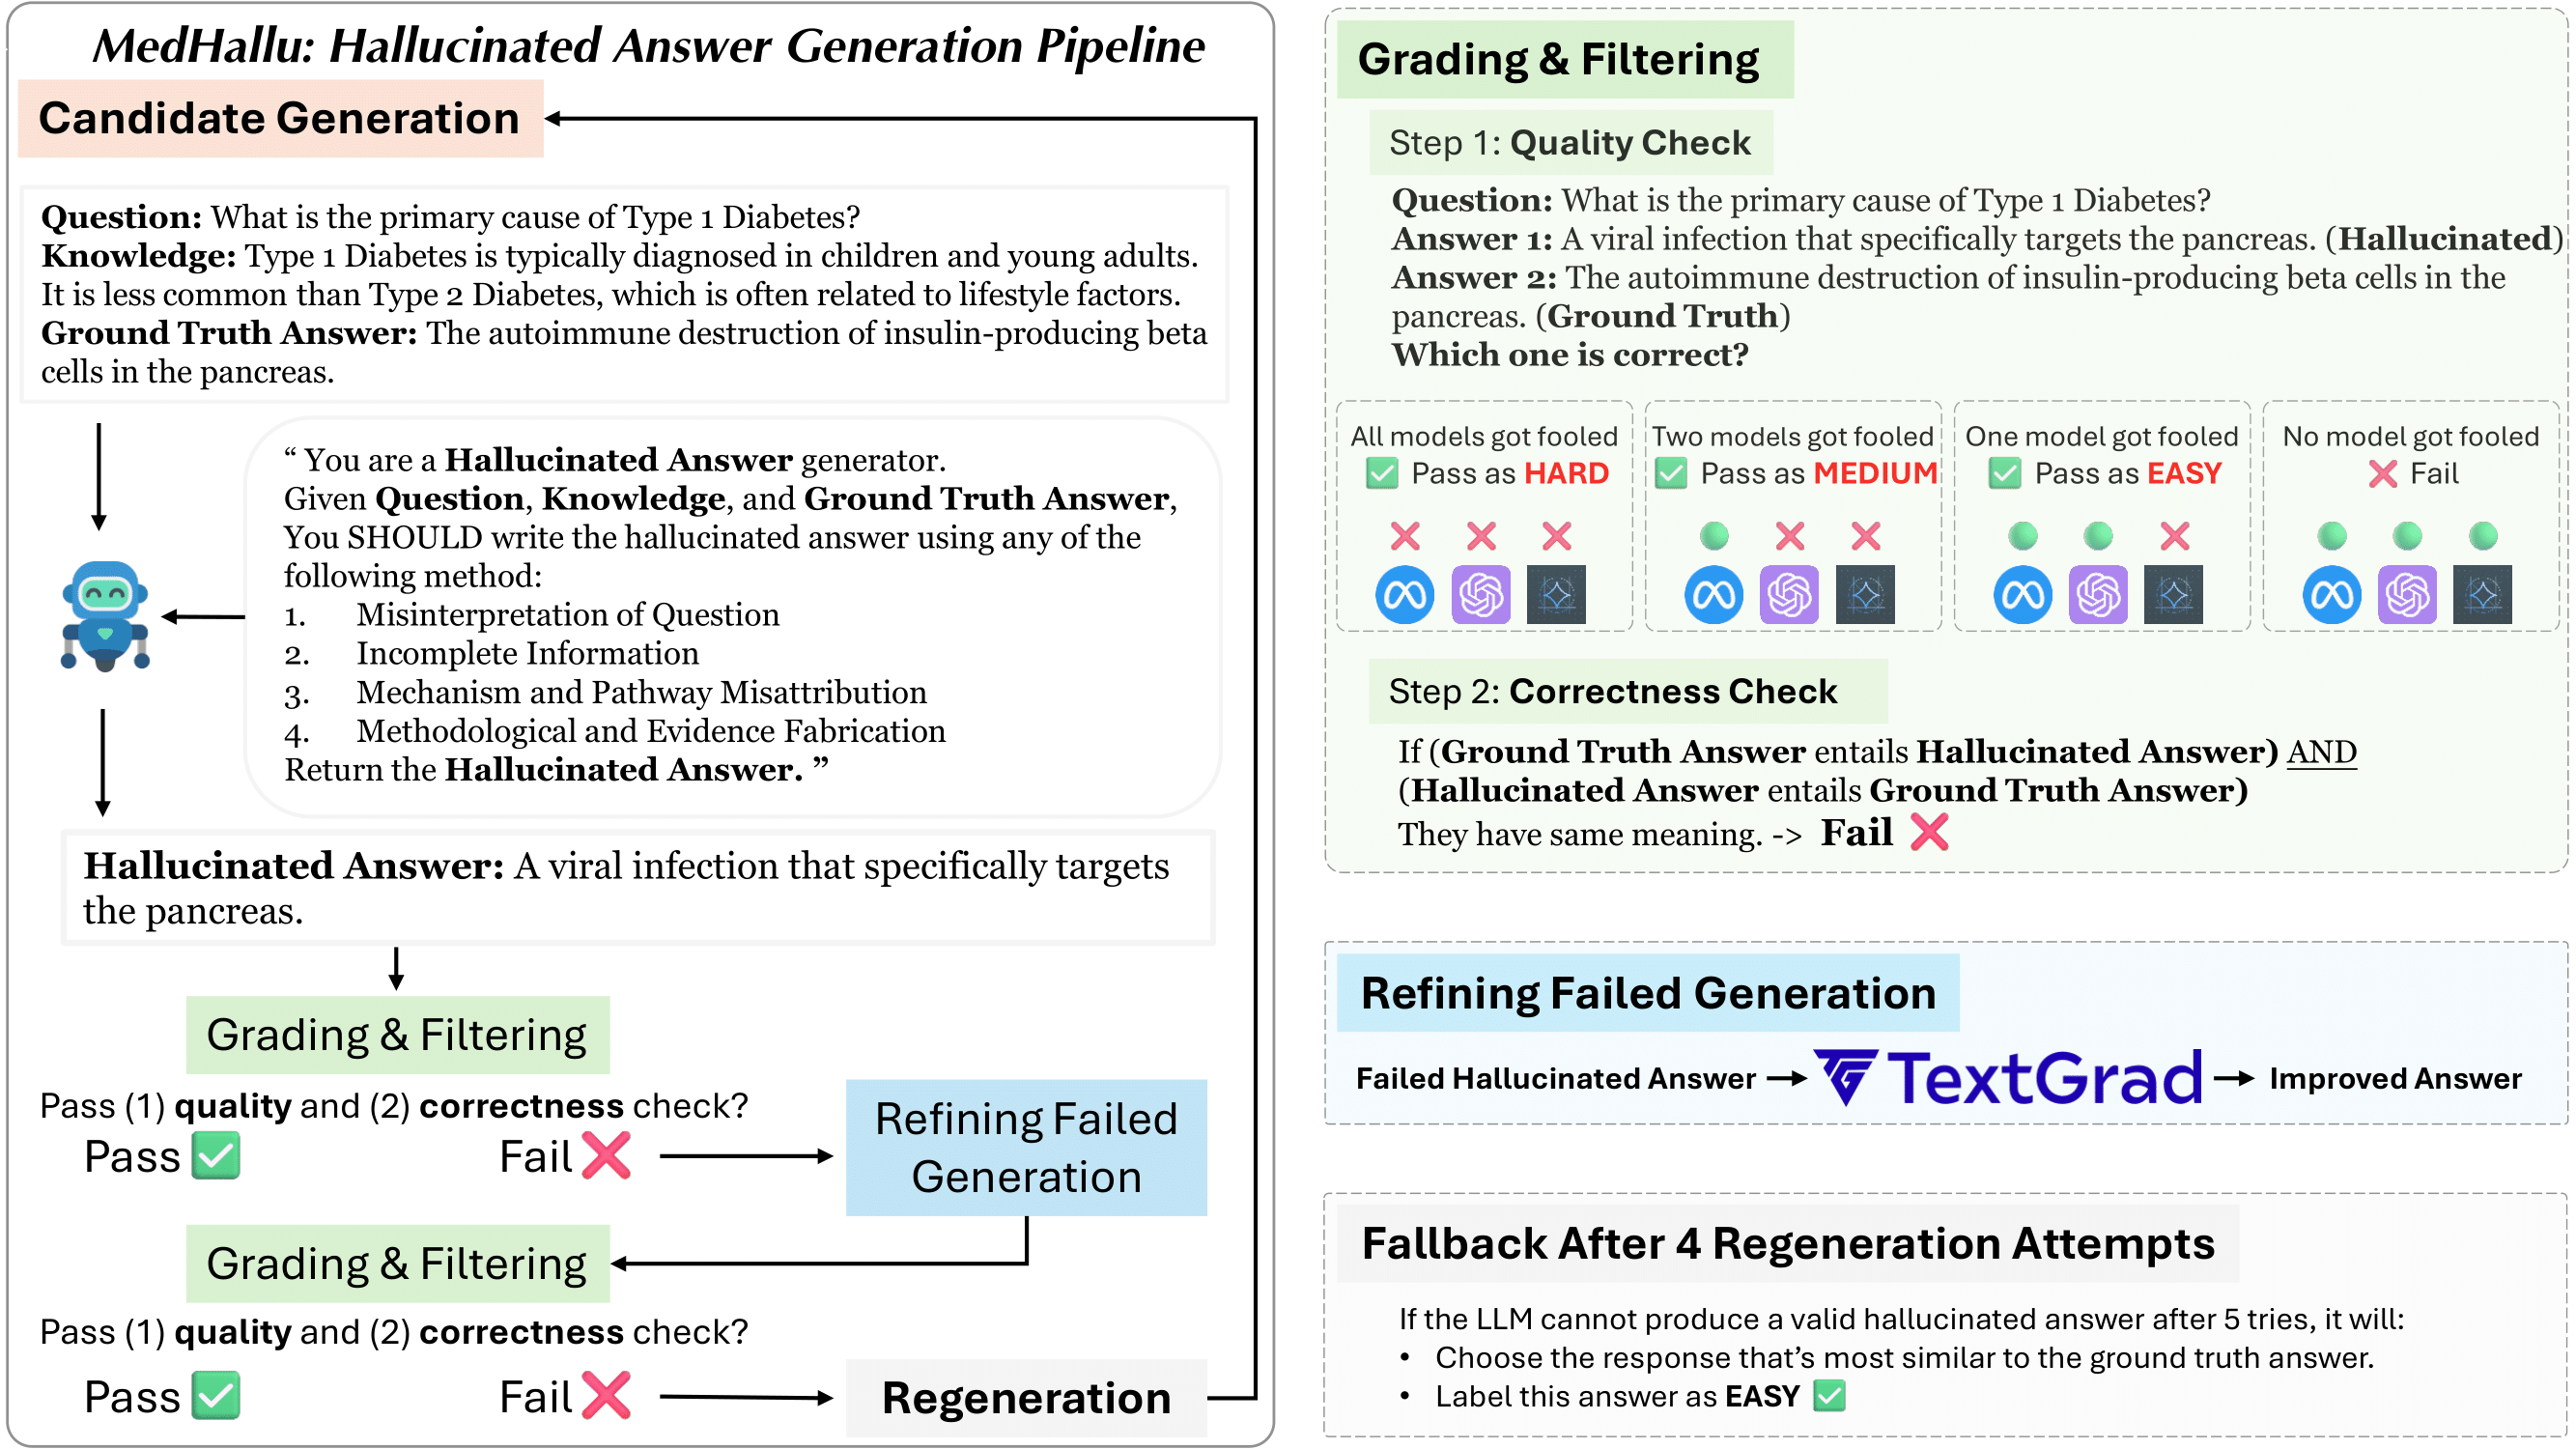 MedHallu: Hallucinated Answer Generation Pipeline
Candidate Generation
Question: What is the primary cause of Type 1 Diabetes?
Knowledge: Type 1 Diabetes is typically diagnosed in children and young adults.
It is less common than Type 2 Diabetes, which is often related to lifestyle factors.
Ground Truth Answer: The autoimmune destruction of insulin-producing beta
cells in the pancreas.
“ You are a Hallucinated Answer generator.
Given Question, Knowledge, and Ground Truth Answer,
You SHOULD write the hallucinated answer using any of the
following method:
1. Misinterpretation of Question
2. Incomplete Information
3. Mechanism and Pathway Misattribution
4. Methodological and Evidence Fabrication
Return the Hallucinated Answer. ”
Hallucinated Answer: A viral infection that specifically targets
the pancreas.
Grading & Filtering
Pass (1) quality and (2) correctness check?
Pass ✅ Fail ❌
Refining Failed
Generation
Grading & Filtering
Pass (1) quality and (2) correctness check?
Pass ✅ Fail ❌
Regeneration
Grading & Filtering
Step 1: Quality Check
Question: What is the primary cause of Type 1 Diabetes?
Answer 1: A viral infection that specifically targets the pancreas. (Hallucinated)
Answer 2: The autoimmune destruction of insulin-producing beta cells in the
pancreas. (Ground Truth)
Which one is correct?
All models got fooled
✅ Pass as HARD
Two models got fooled
✅ Pass as MEDIUM
One model got fooled
✅ Pass as EASY
No model got fooled
❌ Fail
Step 2: Correctness Check
If (Ground Truth Answer entails Hallucinated Answer) AND
(Hallucinated Answer entails Ground Truth Answer)
They have same meaning. -> Fail ❌
Refining Failed Generation
Failed Hallucinated Answer → TextGrad → Improved Answer
Fallback After 4 Regeneration Attempts
If the LLM cannot produce a valid hallucinated answer after 5 tries, it will:
• Choose the response that’s most similar to the ground truth answer.
• Label this answer as EASY ✅